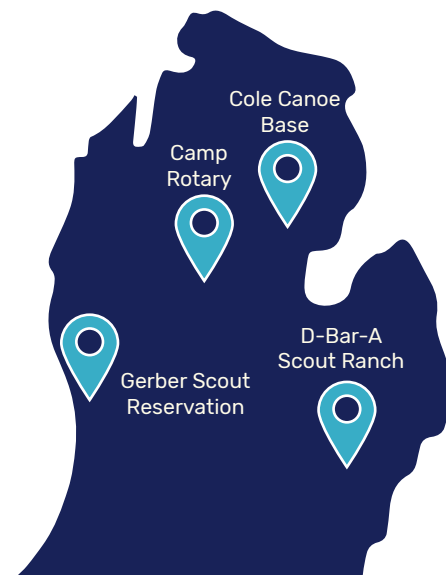 Cole Canoe
Base
Camp
Rotary
D-Bar-A
Scout Ranch
Gerber Scout
Reservation